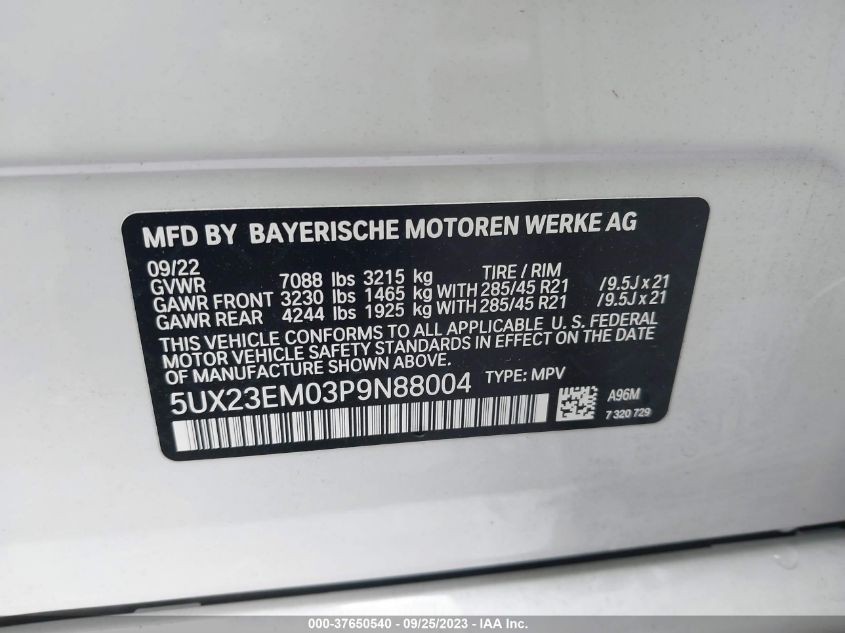 MFD BY BAYERISCHE MOTOREN WERKE AG
09/22
GVWR 7088 lbs 3215 kg TIRE / RIM
GAWR FRONT 3230 lbs 1465 kg WITH 285/45 R21 /9.5J x 21
GAWR REAR 4244 lbs 1925 kg WITH 285/45 R21 /9.5J x 21
THIS VEHICLE CONFORMS TO ALL APPLICABLE U. S. FEDERAL
MOTOR VEHICLE SAFETY STANDARDS IN EFFECT ON THE DATE
OF MANUFACTURE SHOWN ABOVE.
5UX23EM03P9N88004 TYPE: MPV
A96M
7 320 729
000-37650540 - 09/25/2023 - IAA Inc.